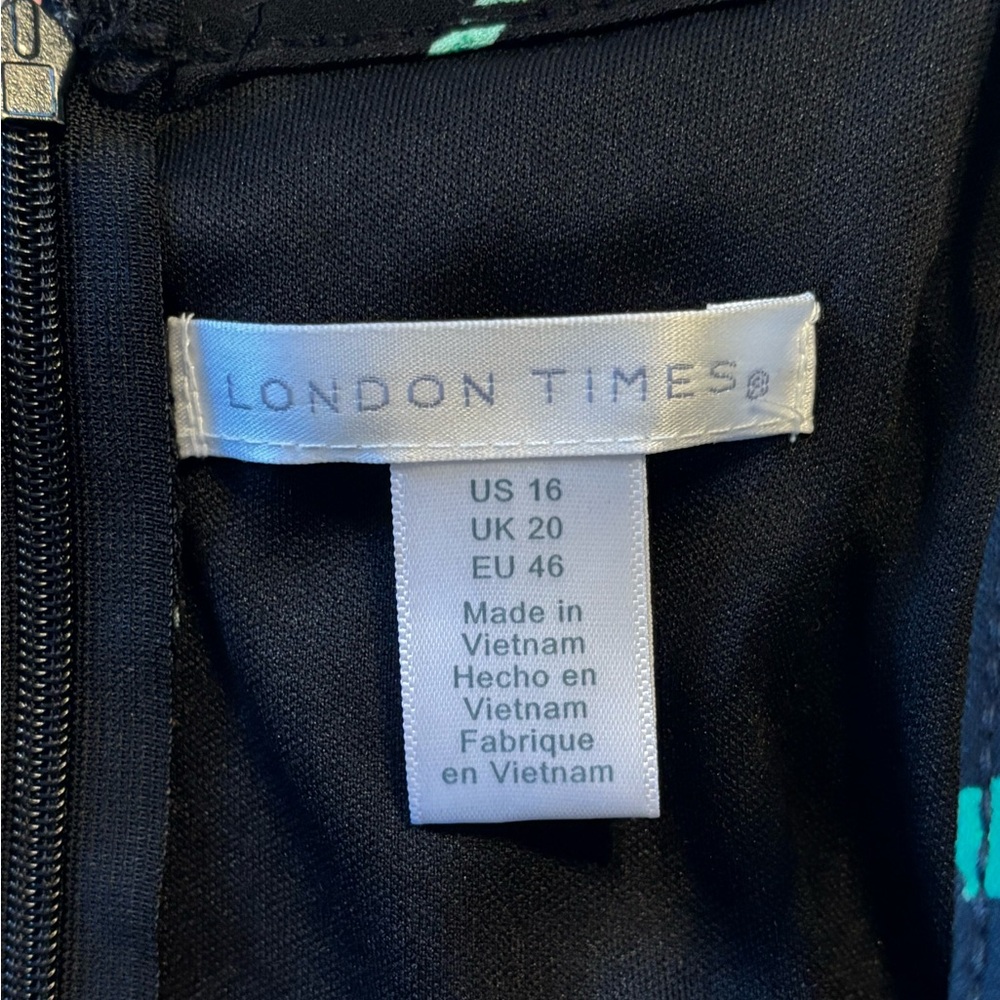 LONDON TIMES®
US 16
UK 20
EU 46
Made in
Vietnam
Hecho en
Vietnam
Fabrique
en Vietnam